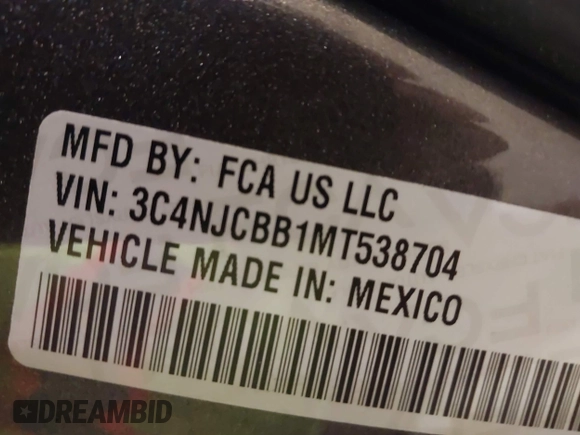 MFD BY: FCA US LLC
VIN: 3C4NJCBB1MT538704
VEHICLE MADE IN: MEXICO
DREAMBID